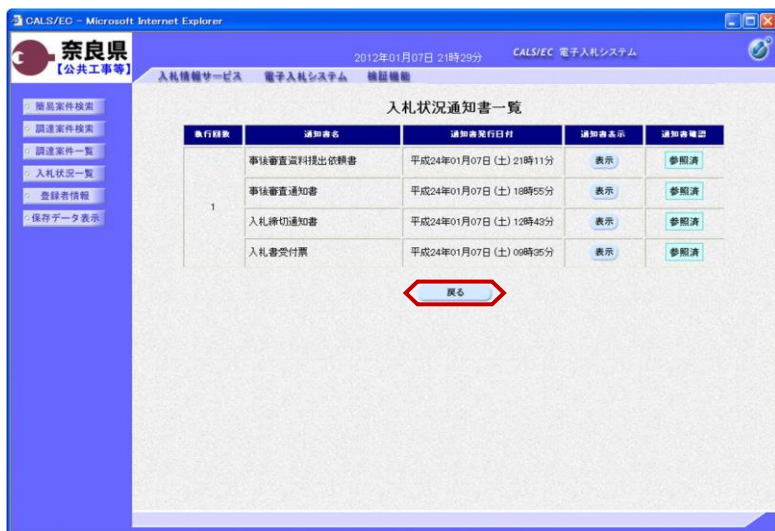 CALS/EC - Microsoft Internet Explorer
奈良県
【公共工事等】
2012年01月07日 21時29分
CALS/EC 電子入札システム
入札情報サービス 電子入札システム 検証機能
簡易案件検索
調達案件検索
調達案件一覧
入札状況一覧
登録者情報
保存データ表示
入札状況通知書一覧
執行回数 通知書名 通知書発行日付 通知書表示 通知書確認
1
事後審査資料提出依頼書 平成24年01月07日 (土) 21時11分 表示 参照済
事後審査通知書 平成24年01月07日 (土) 18時55分 表示 参照済
入札締切通知書 平成24年01月07日 (土) 12時43分 表示 参照済
入札書受付票 平成24年01月07日 (土) 09時35分 表示 参照済
戻る